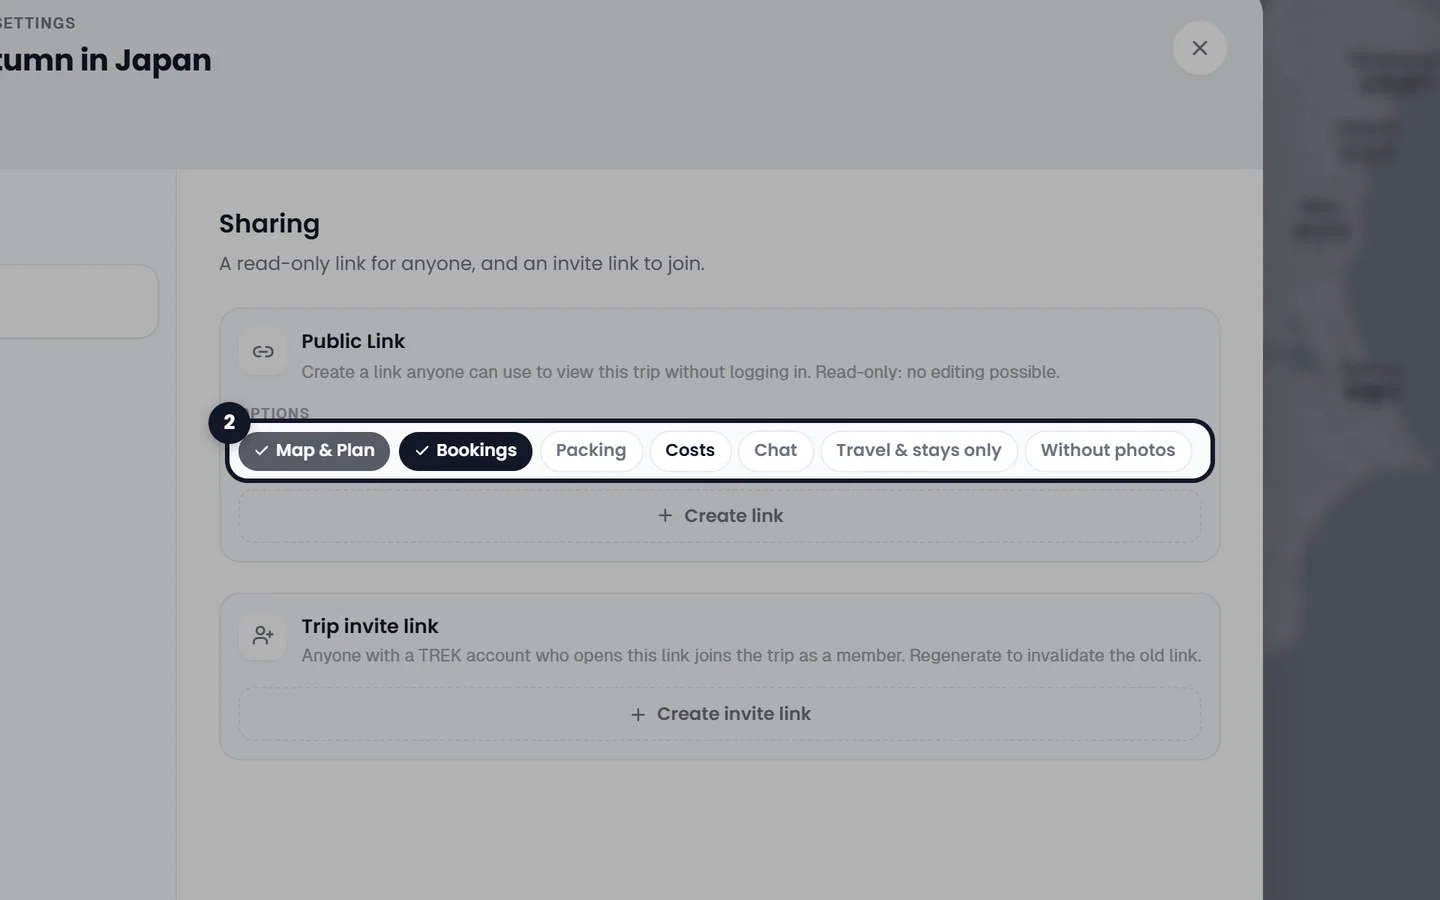 SETTINGS
tumn in Japan
Sharing
A read-only link for anyone, and an invite link to join.
Public Link
Create a link anyone can use to view this trip without logging in. Read-only: no editing possible.
PTIONS
2
Map & Plan Bookings Packing Costs Chat Travel & stays only Without photos
+ Create link
Trip invite link
Anyone with a TREK account who opens this link joins the trip as a member. Regenerate to invalidate the old link.
+ Create invite link